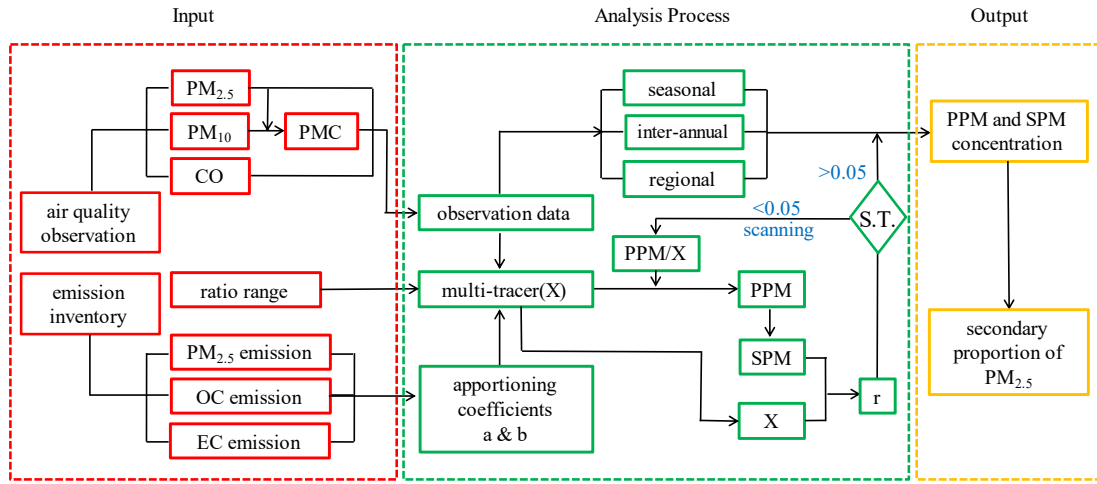 Input
Analysis Process
Output
PM2.5
PM10
PMC
CO
air quality
observation
emission
inventory
ratio range
PM2.5 emission
OC emission
EC emission
seasonal
inter-annual
regional
observation data
<0.05
scanning
>0.05
S.T.
PPM/X
multi-tracer(X)
PPM
SPM
apportioning
coefficients
a & b
X
r
PPM and SPM
concentration
secondary
proportion of
PM2.5